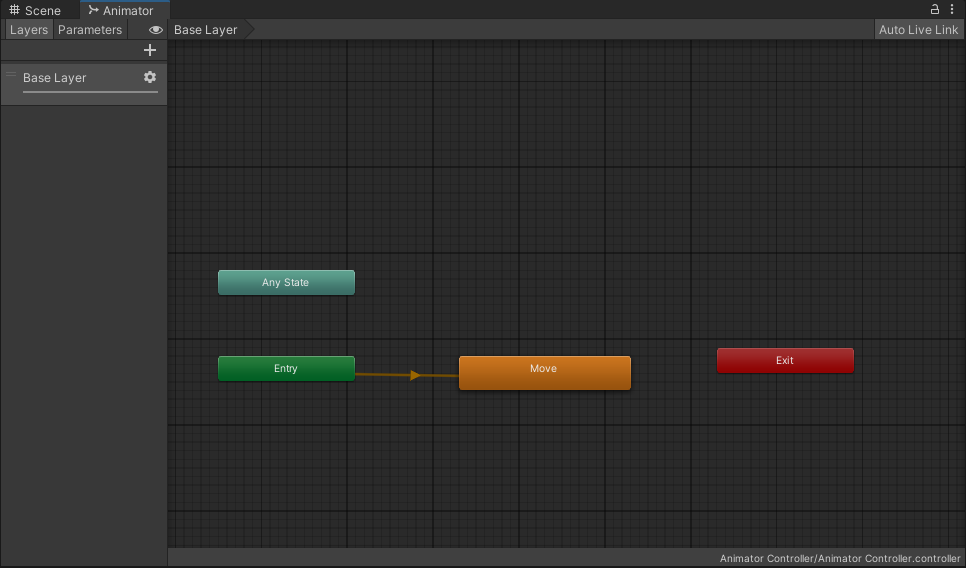 Scene
Animator
Layers
Parameters
Base Layer
Auto Live Link
Base Layer
Any State
Entry
Move
Exit
Animator Controller/Animator Controller.controller